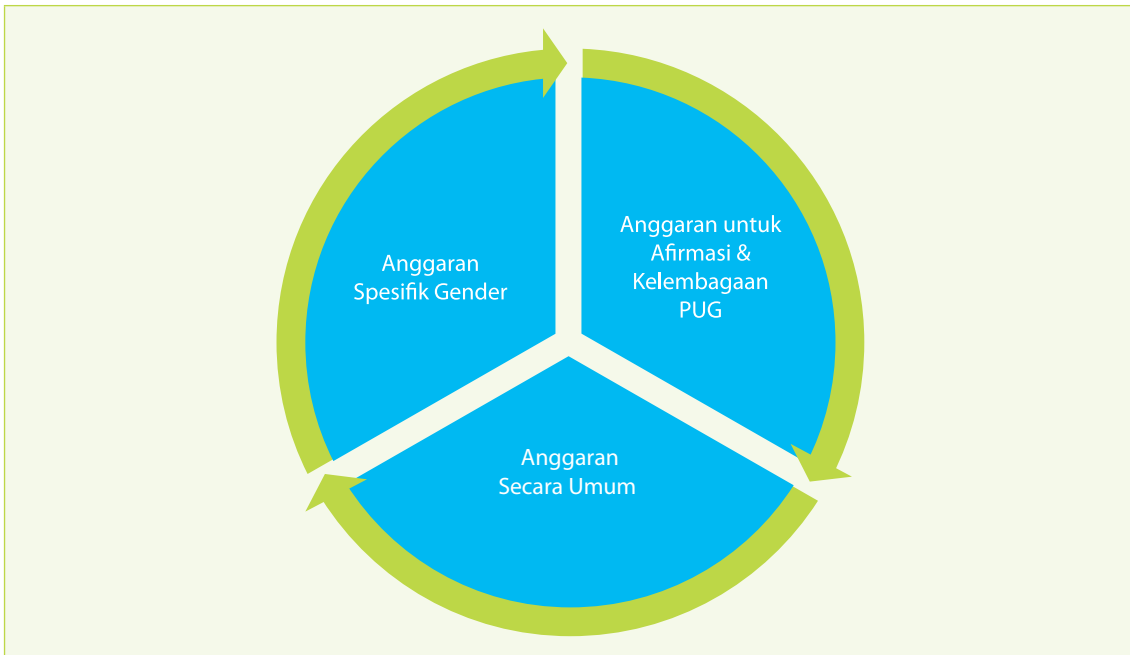 Anggaran
Spesifik Gender
Anggaran untuk
Afirmasi &
Kelembagaan
PUG
Anggaran
Secara Umum